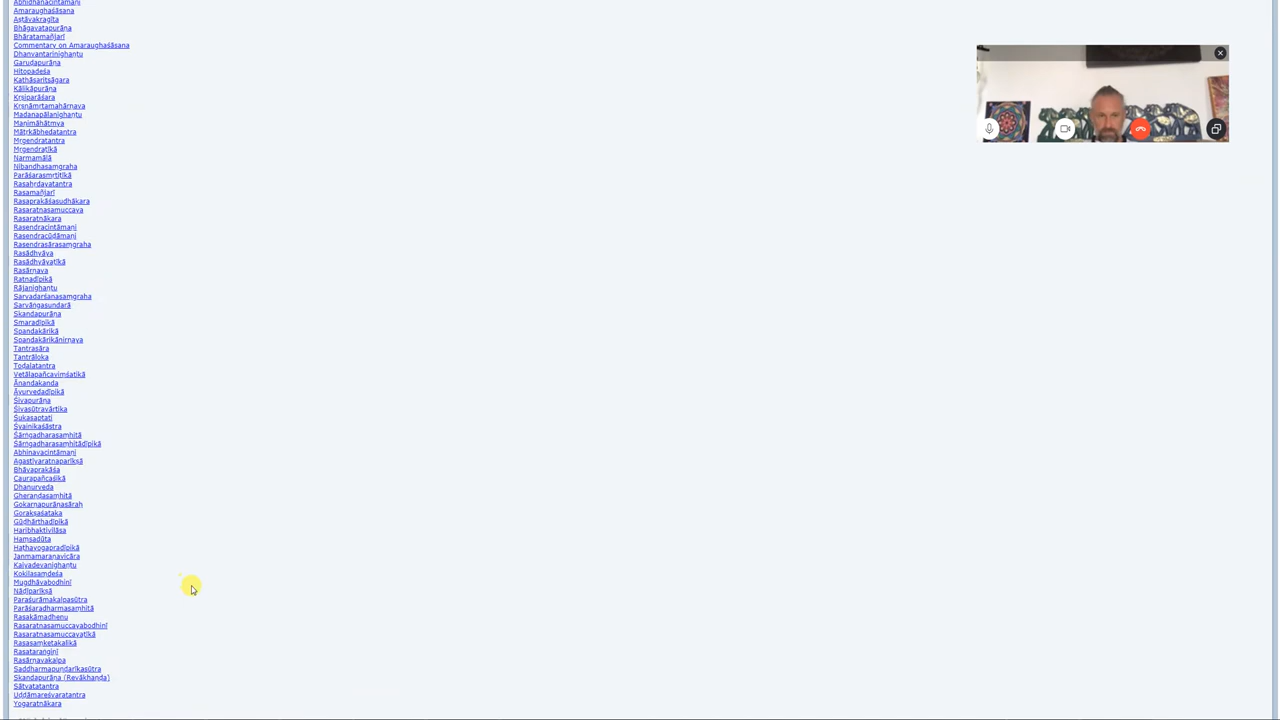 Abhidhānacintāmaṇi
Amaraughaśāsana
Aṣṭāvakragīta
Bhāgavatapurāṇa
Bhāratamañjarī
Commentary on Amaraughaśāsana
Dhanvantarinighaṇṭu
Garuḍapurāṇa
Hitopadeśa
Kathāsaritsāgara
Kālikāpurāṇa
Kṛṣiparāśara
Kṛṣṇāmṛtamahārṇava
Madanapālanighaṇṭu
Maṇimāhātmya
Mātṛkābhedatantra
Mṛgendratantra
Mṛgendraṭīkā
Narmamālā
Nibandhasaṃgraha
Parāśarasmṛtiṭīkā
Rasahṛdayatantra
Rasamañjarī
Rasaprakāśasudhākara
Rasaratnasamuccaya
Rasaratnākara
Rasendracintāmaṇi
Rasendracūḍāmaṇi
Rasendrasārasaṃgraha
Rasādhyāya
Rasādhyāyaṭīkā
Rasārṇava
Ratnadīpikā
Rājanighaṇṭu
Sarvadarśanasaṃgraha
Sarvāṅgasundarā
Skandapurāṇa
Smaradīpikā
Spandakārikā
Spandakārikānirṇaya
Tantrasāra
Tantrāloka
Toḍalatantra
Vetālapañcaviṃśatikā
Ānandakanda
Āyurvedadīpikā
Śivapurāṇa
Śivasūtravārtika
Śukasaptati
Śyainikaśāstra
Śārṅgadharasaṃhitā
Śārṅgadharasaṃhitādīpikā
Abhinavacintāmaṇi
Agastīyaratnaparīkṣā
Bhāvaprakāśa
Caurapañcaśikā
Dhanurveda
Gheraṇḍasaṃhitā
Gokarṇapurāṇasāraḥ
Gorakṣaśataka
Gūḍhārthadīpikā
Haribhaktivilāsa
Haṃsadūta
Haṭhayogapradīpikā
Janmamaraṇavicāra
Kaiyadevanighaṇṭu
Kokilasaṃdeśa
Mugdhāvabodhinī
Nāḍīparīkṣā
Paraśurāmakalpasūtra
Parāśaradharmasaṃhitā
Rasakāmadhenu
Rasaratnasamuccayabodhinī
Rasaratnasamuccayaṭīkā
Rasasaṃketakalikā
Rasataraṅgiṇī
Rasārṇavakalpa
Saddharmapuṇḍarīkasūtra
Skandapurāṇa (Revākhaṇḍa)
Sātvatatantra
Uḍḍāmareśvaratantra
Yogaratnākara